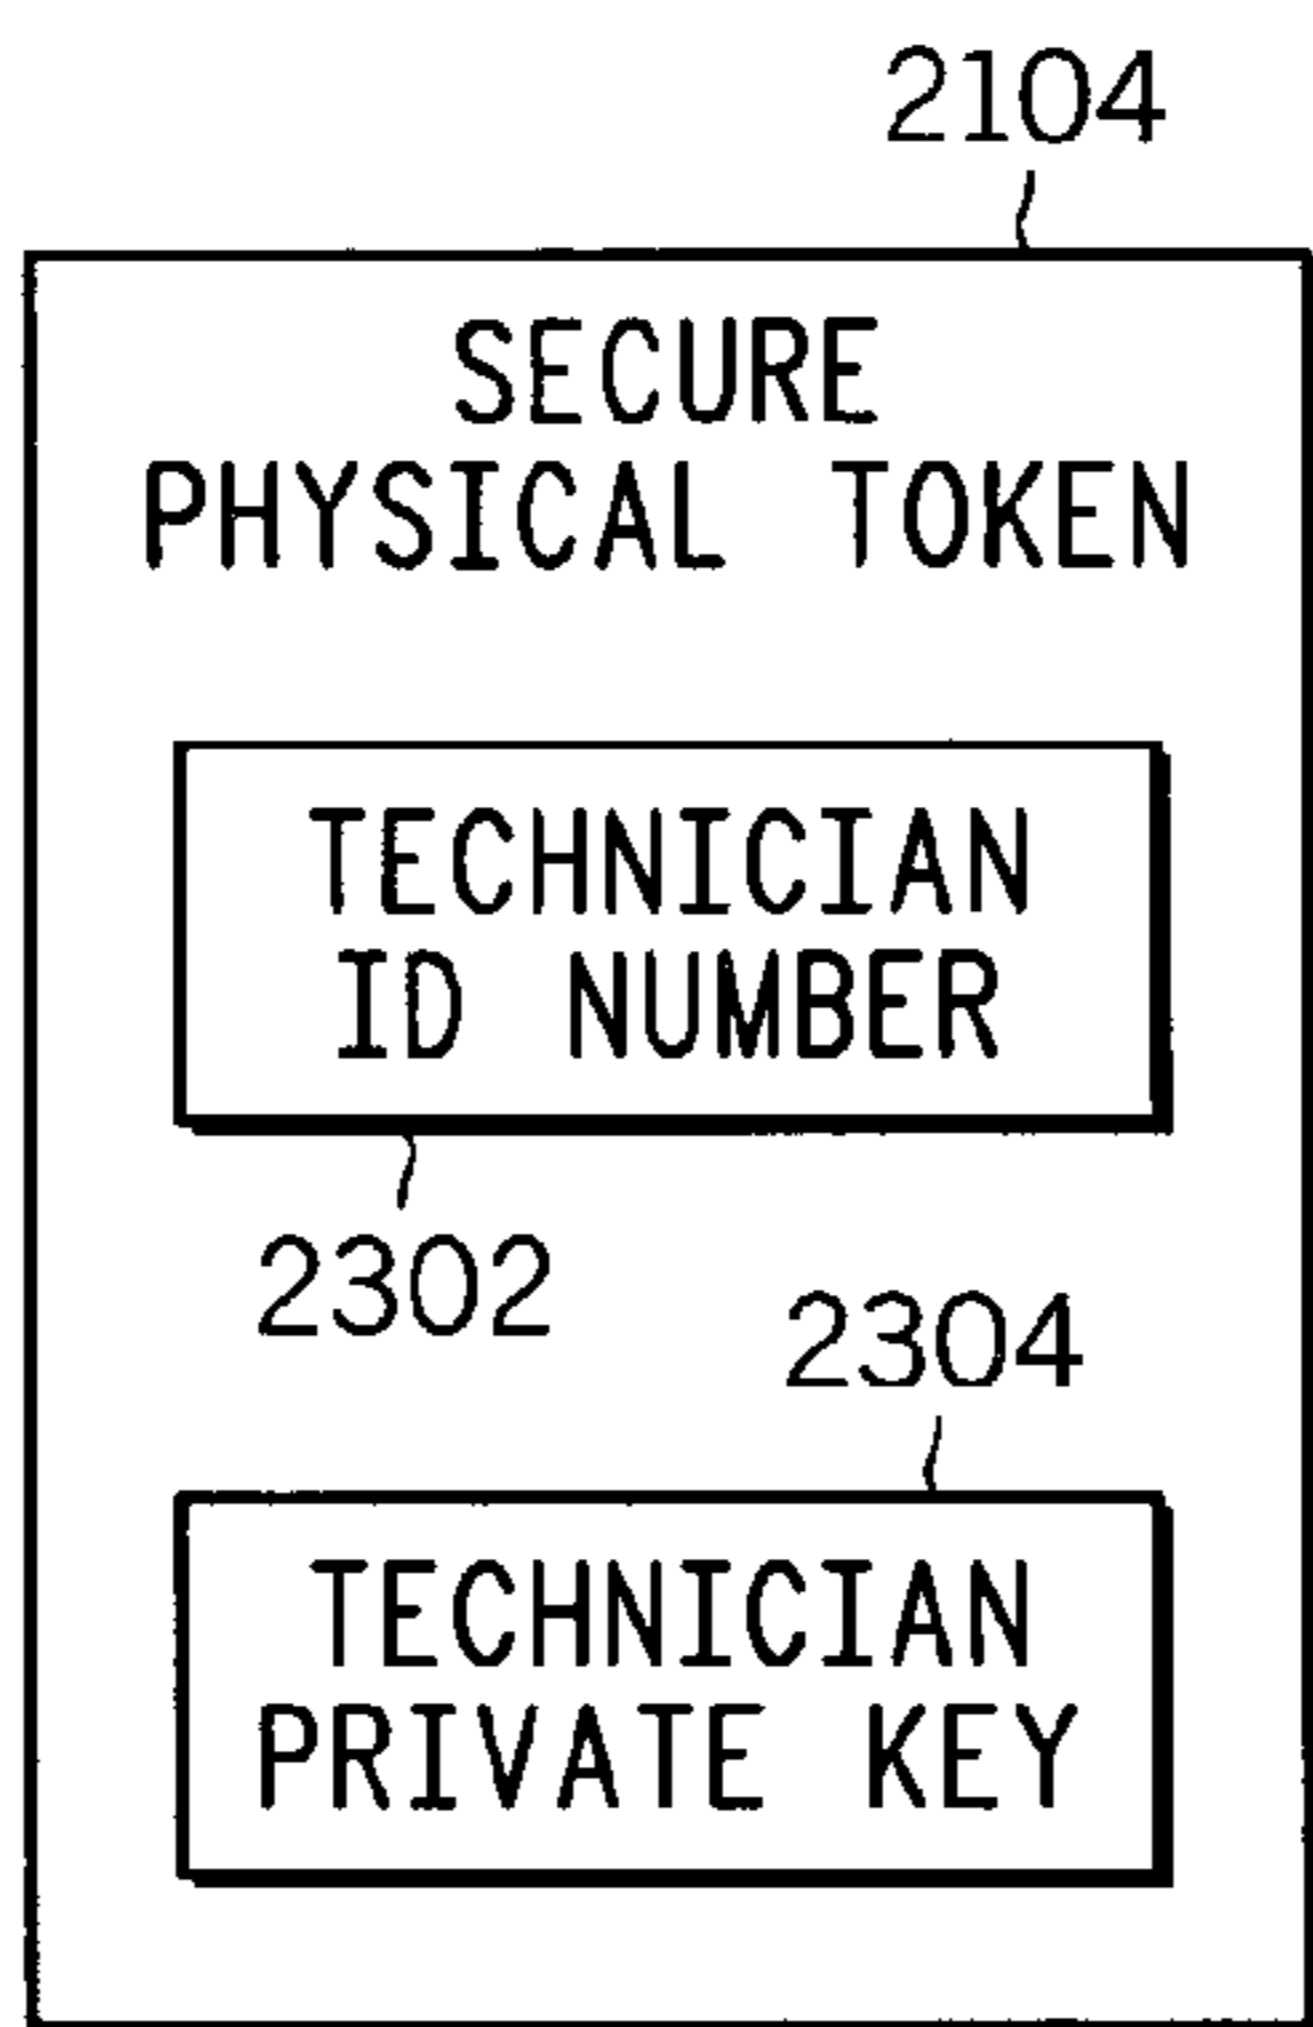 2104
SECURE
PHYSICAL TOKEN
TECHNICIAN
ID NUMBER
2302
2304
TECHNICIAN
PRIVATE KEY